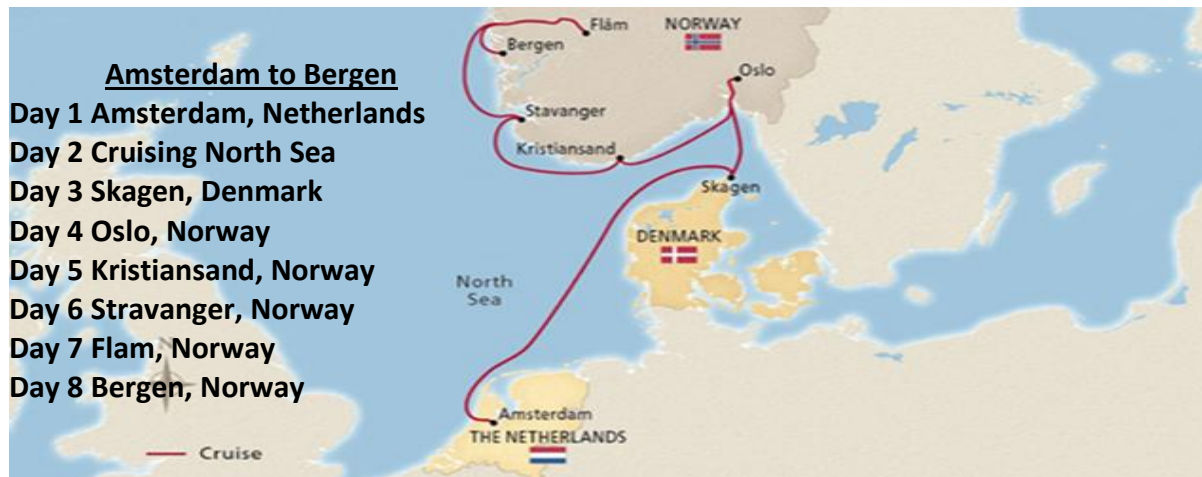 Amsterdam to Bergen
Day 1 Amsterdam, Netherlands
Day 2 Cruising North Sea
Day 3 Skagen, Denmark
Day 4 Oslo, Norway
Day 5 Kristiansand, Norway
Day 6 Stravanger, Norway
Day 7 Flam, Norway
Day 8 Bergen, Norway
Flåm
NORWAY
Bergen
Oslo
Stavanger
Kristiansand
Skagen
DENMARK
North
Sea
N
Amsterdam
THE NETHERLANDS
Cruise